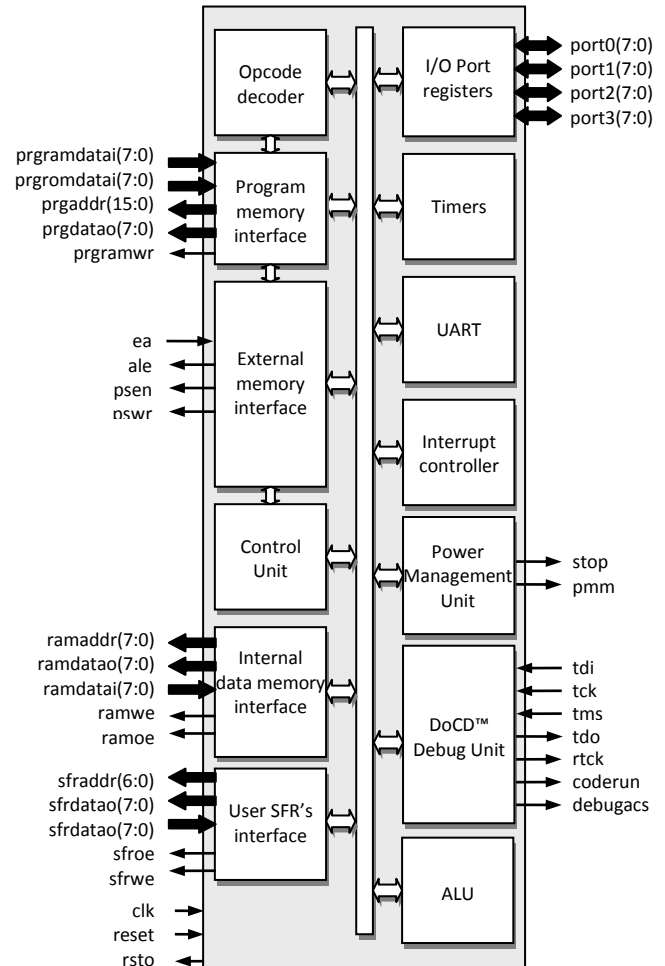 Opcode
decoder
I/O Port
registers
port0(7:0)
port1(7:0)
port2(7:0)
port3(7:0)
prgramdatai(7:0)
prgromdatai(7:0)
prgaddr(15:0)
prgdatao(7:0)
prgramwr
Program
memory
interface
Timers
ea
ale
psen
pswr
External
memory
interface
UART
Interrupt
controller
Control
Unit
Power
Management
Unit
stop
pmm
ramaddr(7:0)
ramdatao(7:0)
ramdatai(7:0)
ramwe
ramoe
Internal
data memory
interface
DoCD™
Debug Unit
tdi
tck
tms
tdo
rtck
coderun
debugacs
sfraddr(6:0)
sfrdatao(7:0)
sfrdatao(7:0)
sfroe
sfrwe
User SFR's
interface
ALU
clk
reset
rsto